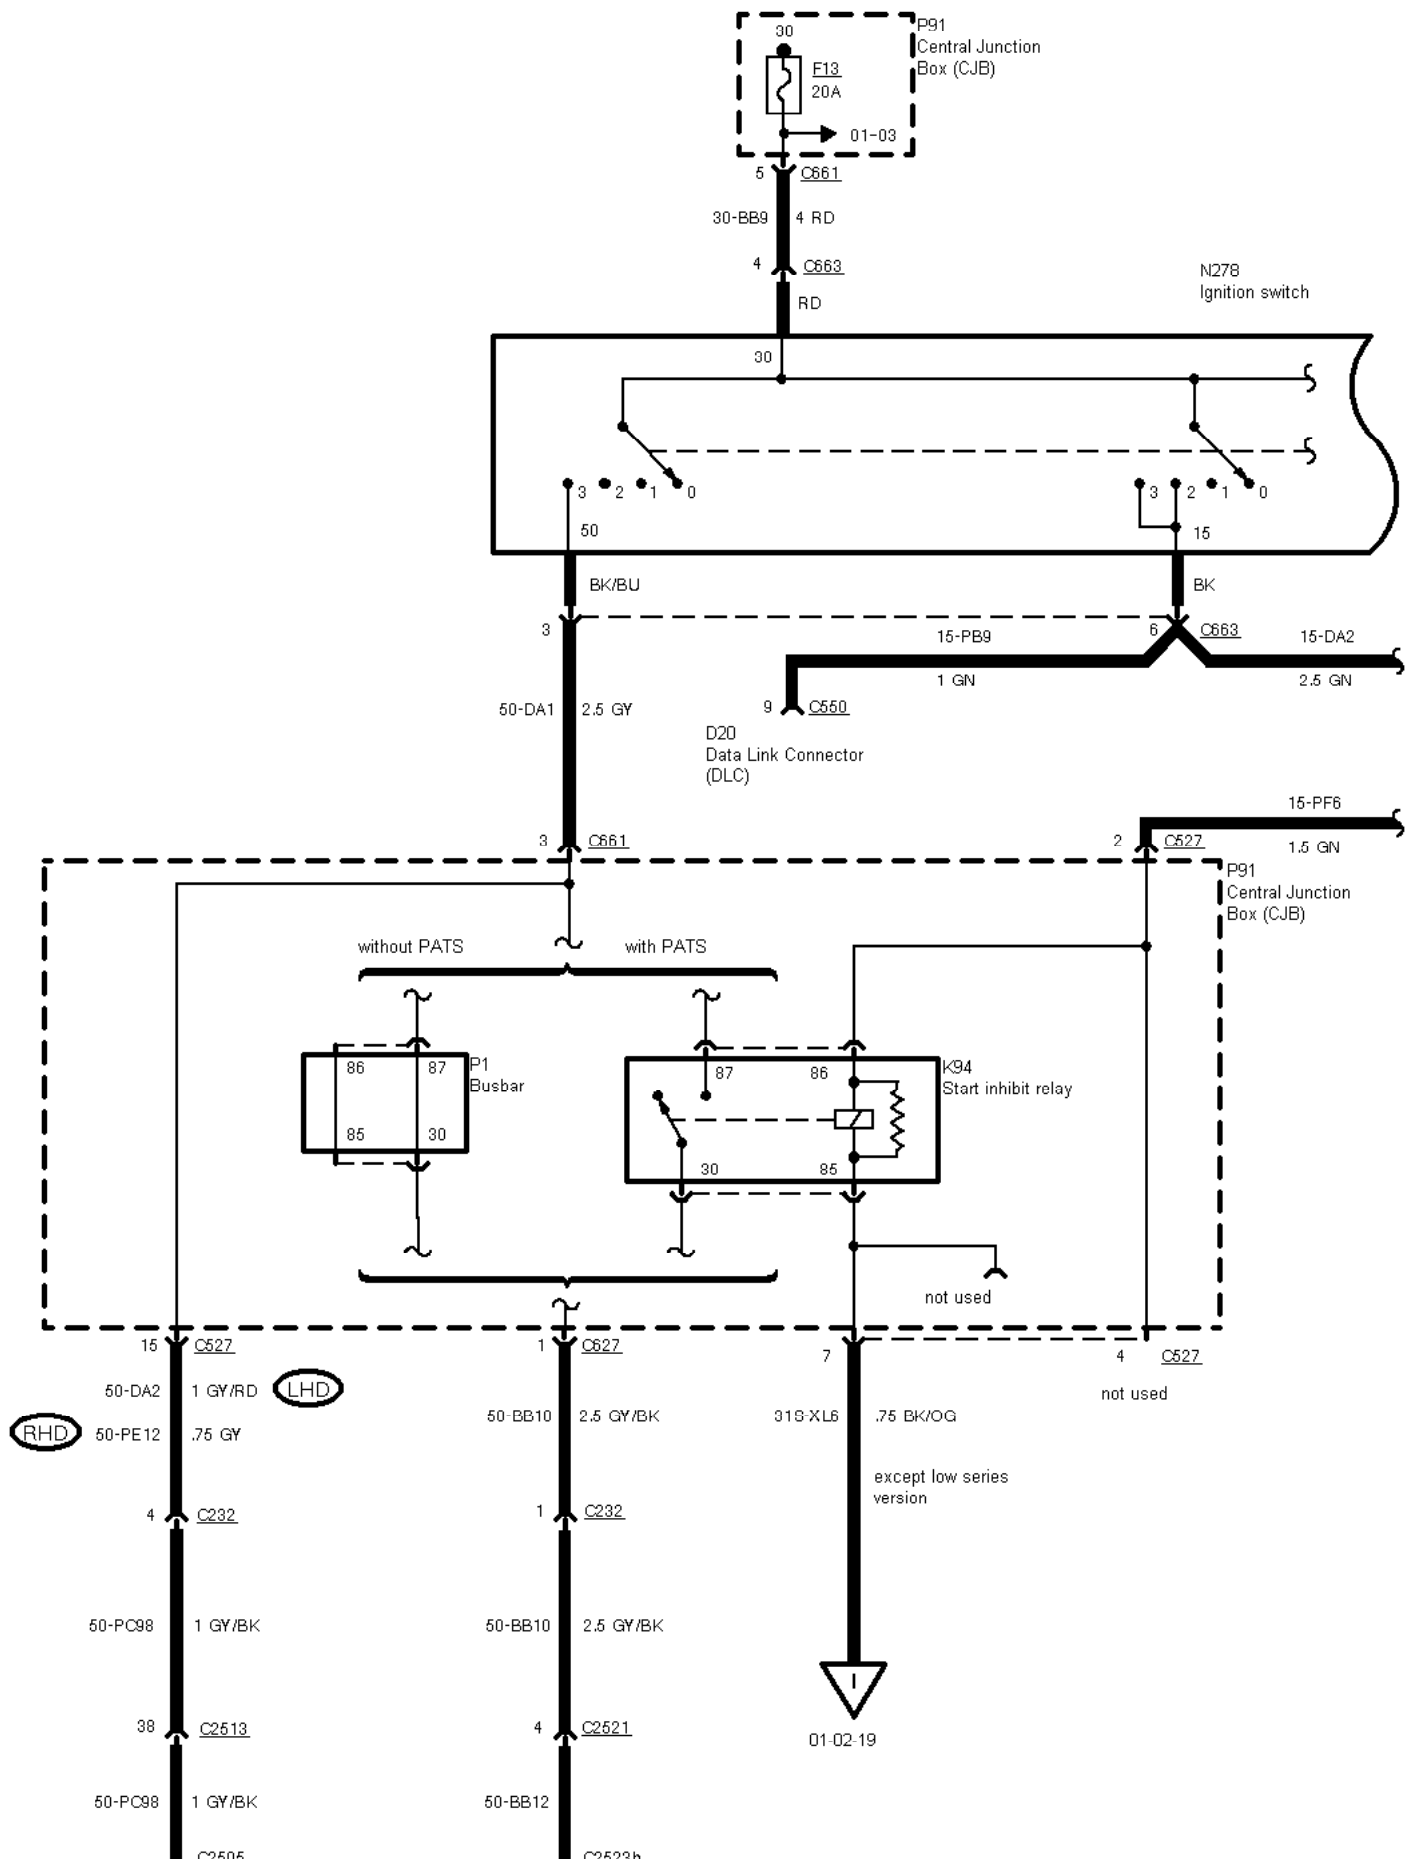 30
P91
Central Junction
Box (CJB)
F13
20A
01-03
5 C661
30-BB9 4 RD
4 C663
RD
N278
Ignition switch
30
3 2 1 0
3 2 1 0
50
15
BK/BU
BK
3
6 C663
15-PB9
15-DA2
1 GN
2.5 GN
50-DA1 2.5 GY
9 C550
D20
Data Link Connector
(DLC)
15-PF6
3 C661
2 C527
1.5 GN
P91
Central Junction
Box (CJB)
without PATS
with PATS
86 87
P1
Busbar
85 30
87 86
K94
Start inhibit relay
30 85
not used
15 C527
1 C627
7
4 C527
50-DA2 1 GY/RD LHD
not used
RHD 50-PE12 .75 GY
50-BB10 2.5 GY/BK
31S-XL6 .75 BK/OG
except low series
version
4 C232
1 C232
50-PC98 1 GY/BK
50-BB10 2.5 GY/BK
I
38 C2513
4 C2521
01-02-19
50-PC98 1 GY/BK
50-BB12
C2505
C2523b